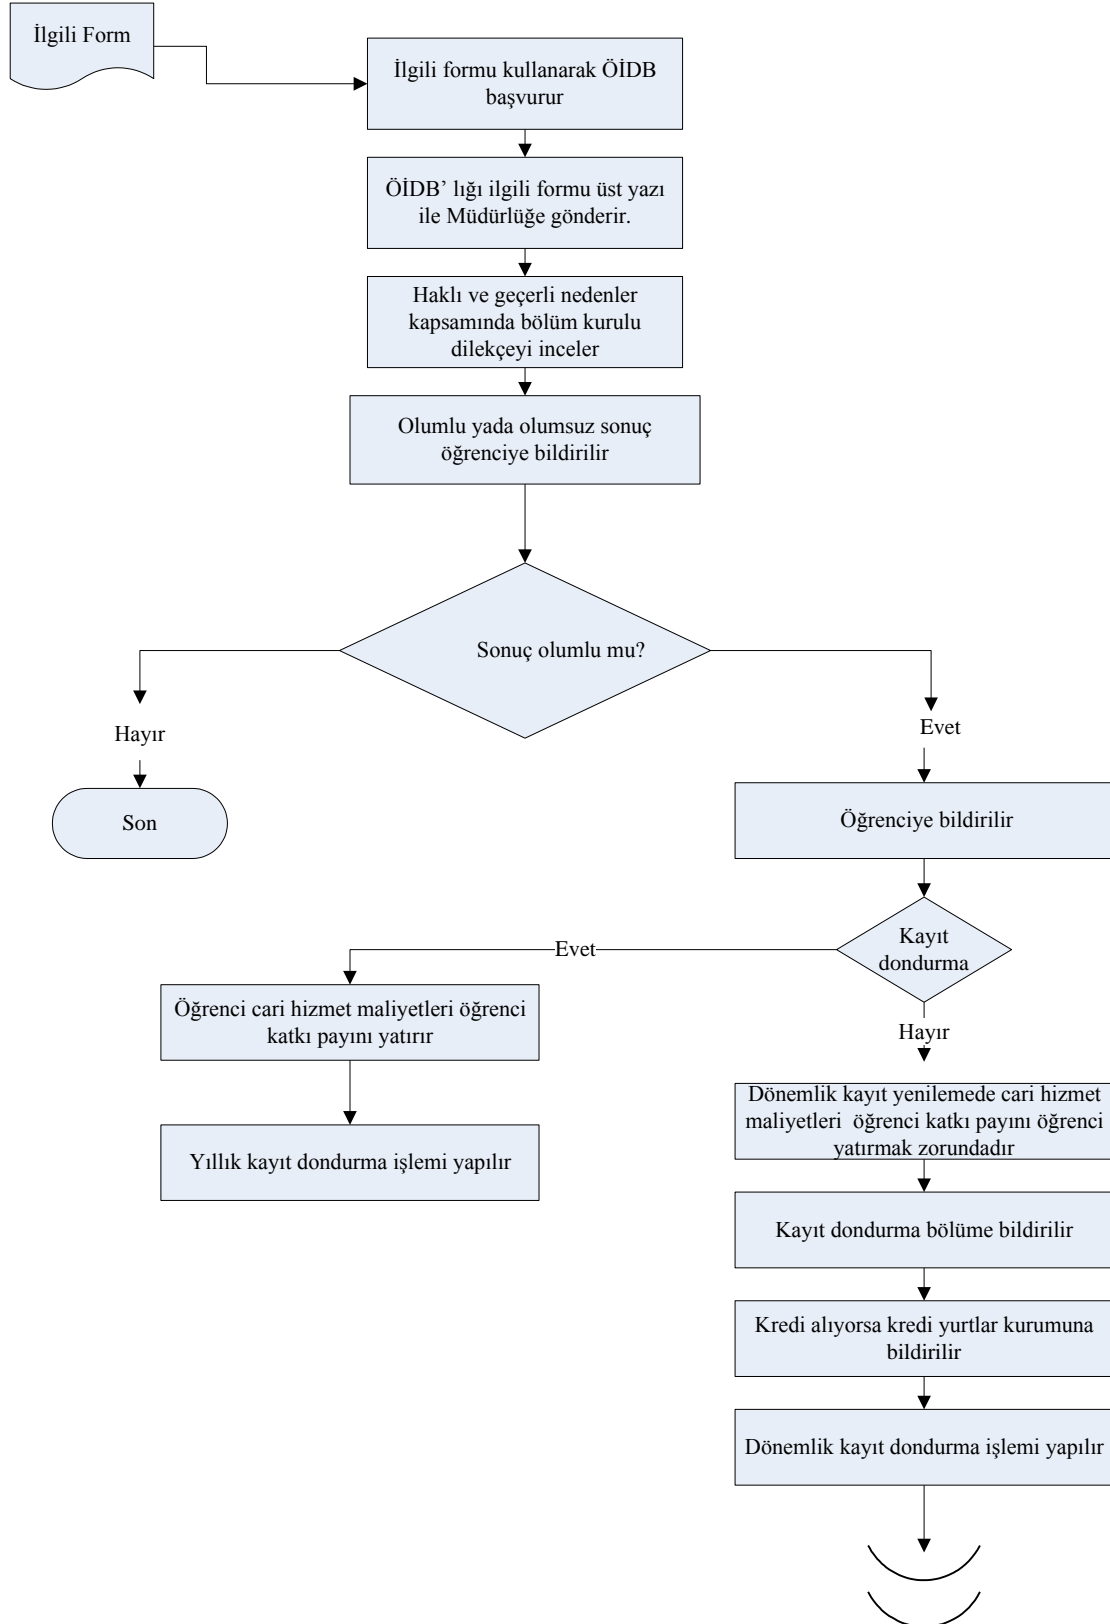 İlgili Form
İlgili formu kullanarak ÖİDB
başvurur
ÖİDB’ lığı ilgili formu üst yazı
ile Müdürlüğe gönderir.
Haklı ve geçerli nedenler
kapsamında bölüm kurulu
dilekçeyi inceler
Olumlu yada olumsuz sonuç
öğrenciye bildirilir
Sonuç olumlu mu?
Hayır
Evet
Son
Öğrenciye bildirilir
Kayıt
dondurma
Evet
Öğrenci cari hizmet maliyetleri öğrenci
katkı payını yatırır
Yıllık kayıt dondurma işlemi yapılır
Hayır
Dönemlik kayıt yenilemede cari hizmet
maliyetleri  öğrenci katkı payını öğrenci
yatırmak zorundadır
Kayıt dondurma bölüme bildirilir
Kredi alıyorsa kredi yurtlar kurumuna
bildirilir
Dönemlik kayıt dondurma işlemi yapılır